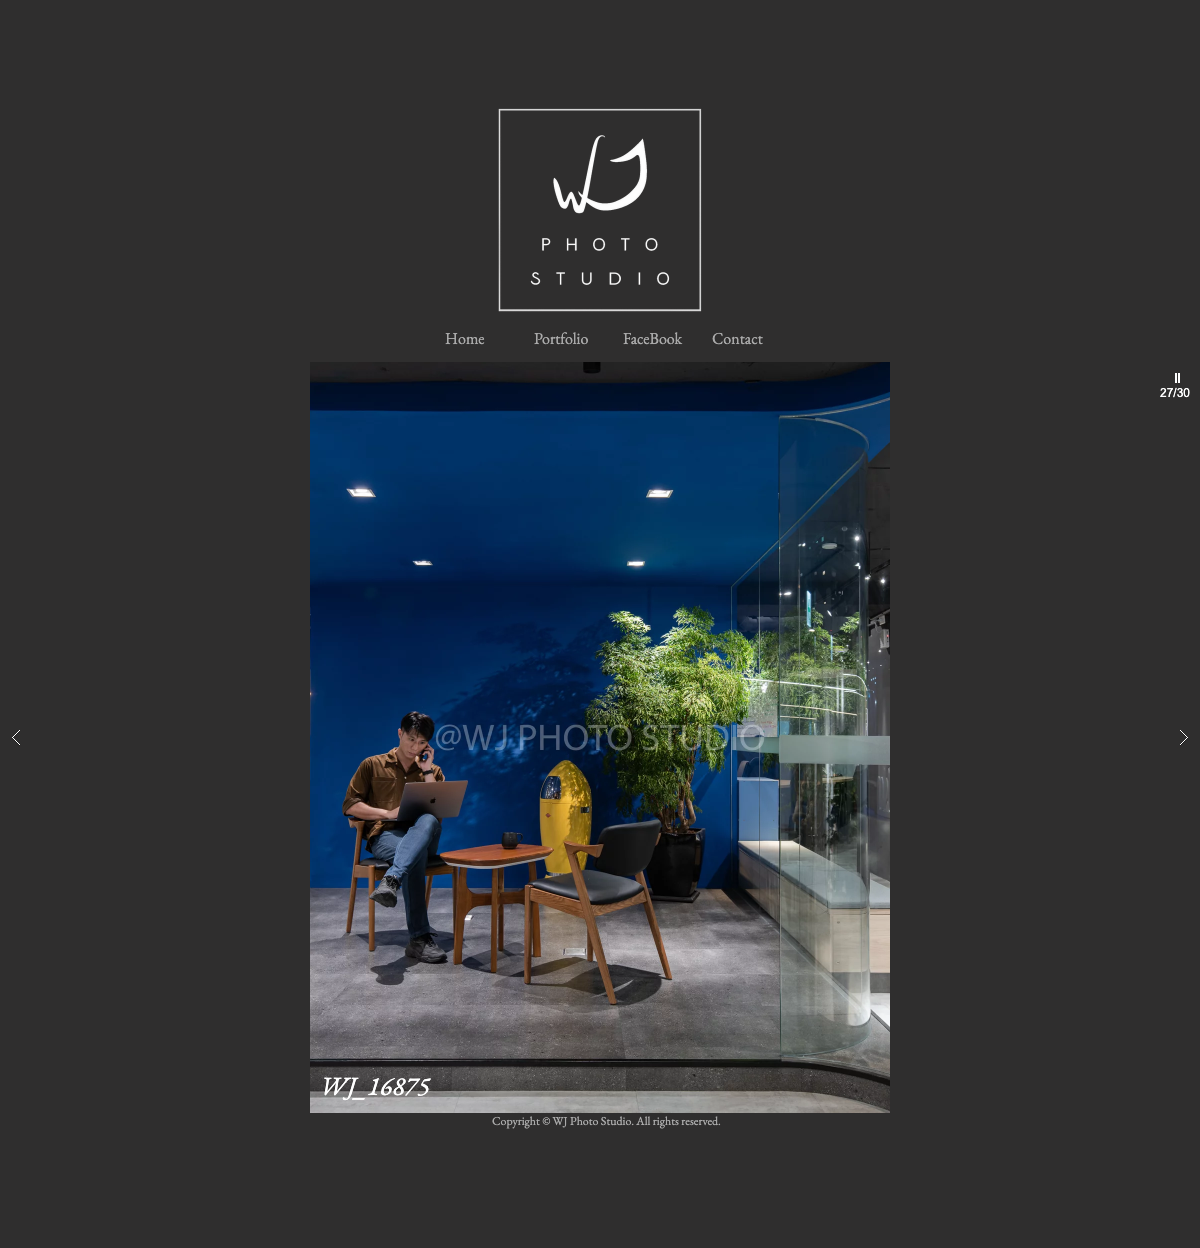 WJ
PHOTO
STUDIO
Home Portfolio FaceBook Contact
27/30
@WJ PHOTO STUDIO
WJ_16875
Copyright © WJ Photo Studio. All rights reserved.